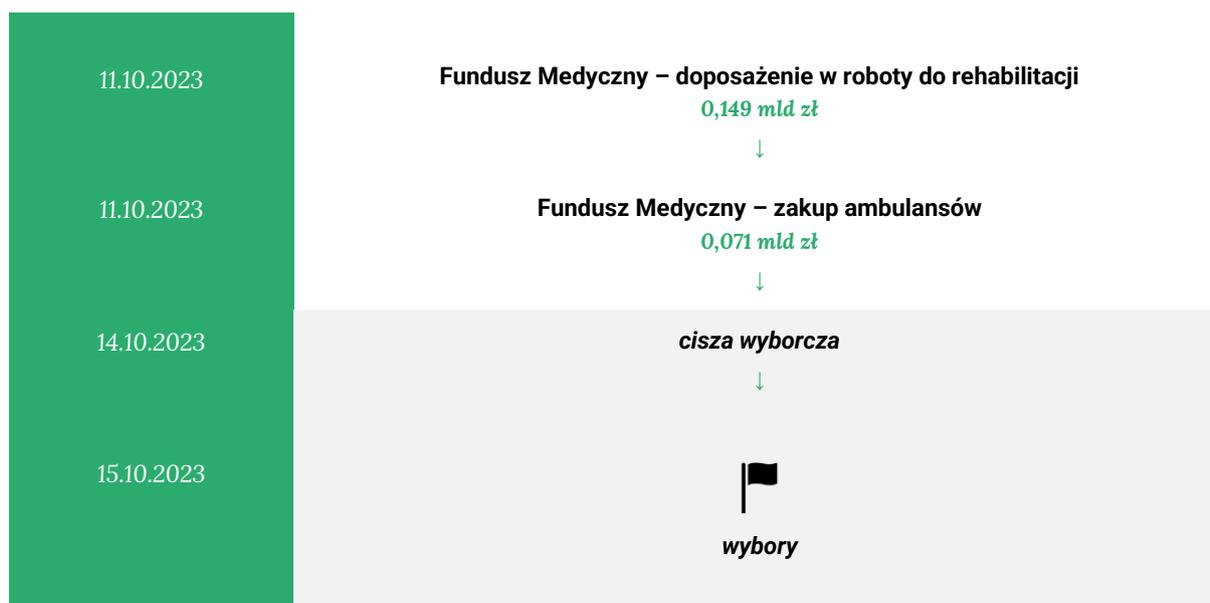 11.10.2023
Fundusz Medyczny – doposażenie w roboty do rehabilitacji
0,149 mld zł
↓
11.10.2023
Fundusz Medyczny – zakup ambulansów
0,071 mld zł
↓
14.10.2023
cisza wyborcza
↓
15.10.2023
wybory